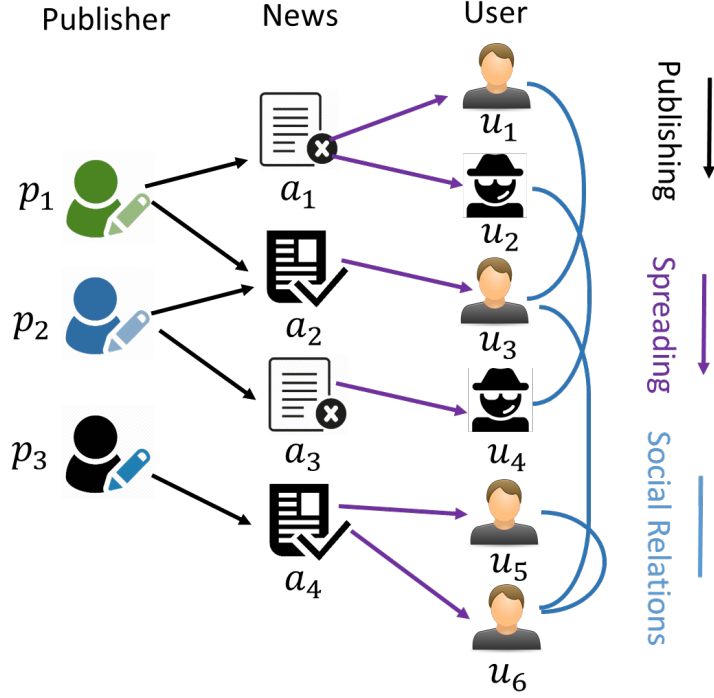 Publisher News User
p₁
p₂
p₃
a₁
a₂
a₃
a₄
u₁
u₂
u₃
u₄
u₅
u₆
Publishing
Spreading
Social Relations